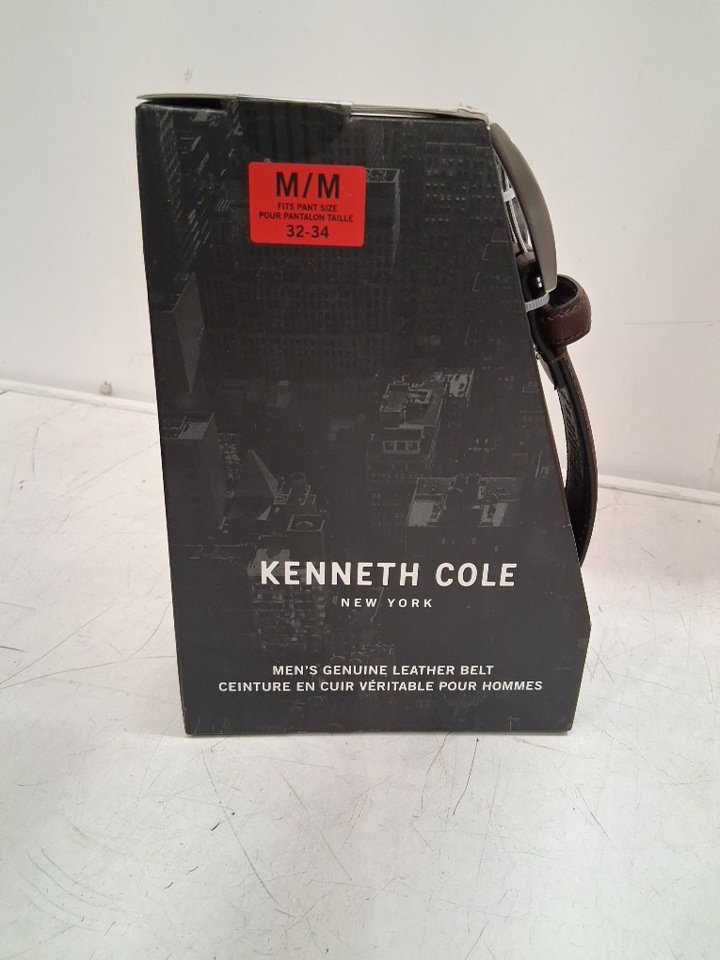 M/M
FITS PANT SIZE
POUR PANTALON TAILLE
32-34
KENNETH COLE
NEW YORK
MEN'S GENUINE LEATHER BELT
CEINTURE EN CUIR VÉRITABLE POUR HOMMES